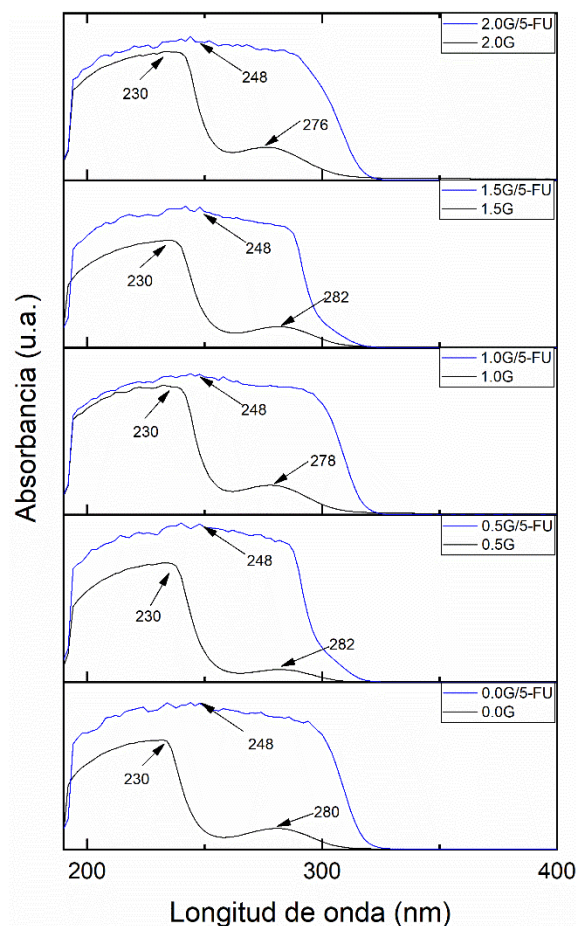 2.0G/5-FU
2.0G
230
248
276
1.5G/5-FU
1.5G
230
248
282
1.0G/5-FU
1.0G
230
248
278
0.5G/5-FU
0.5G
230
248
282
0.0G/5-FU
0.0G
230
248
280
Absorbancia (u.a.)
200
300
400
Longitud de onda (nm)